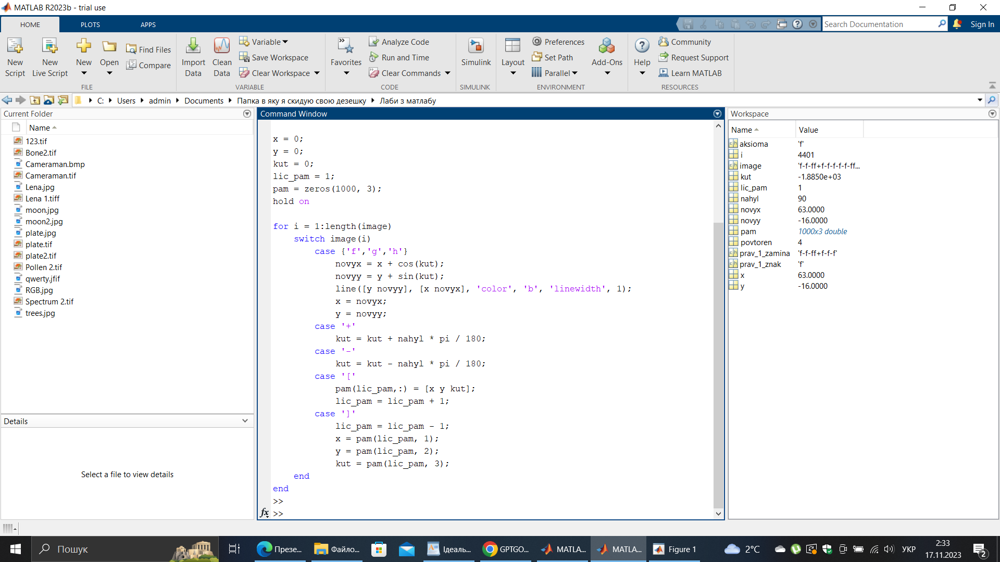 MATLAB R2023b - trial use
HOME PLOTS APPS
Search Documentation
Sign In
New Script
New Live Script
New
Open
Find Files
Compare
FILE
Import Data
Clean Data
Variable
Save Workspace
Clear Workspace
VARIABLE
Favorites
Analyze Code
Run and Time
Clear Commands
CODE
Simulink
SIMULINK
Layout
Preferences
Set Path
Parallel
Add-Ons
ENVIRONMENT
Help
Community
Request Support
Learn MATLAB
RESOURCES
C: Users admin Documents Папка в яку я скидую свою дезешку Лаби з матлабу
Current Folder
Name
123.tif
Bone2.tif
Cameraman.bmp
Cameraman.tif
Lena.jpg
Lena 1.tiff
moon.jpg
moon2.jpg
plate.jpg
plate.tif
plate2.tif
Pollen 2.tif
qwerty.jfif
RGB.jpg
Spectrum 2.tif
trees.jpg
Details
Select a file to view details
Command Window
x = 0;
y = 0;
kut = 0;
lic_pam = 1;
pam = zeros(1000, 3);
hold on
for i = 1:length(image)
switch image(i)
case {'f','g','h'}
novyx = x + cos(kut);
novyy = y + sin(kut);
line([y novyy], [x novyx], 'color', 'b', 'linewidth', 1);
x = novyx;
y = novyy;
case '+'
kut = kut + nahyl * pi / 180;
case '-'
kut = kut - nahyl * pi / 180;
case '['
pam(lic_pam,:) = [x y kut];
lic_pam = lic_pam + 1;
case ']'
lic_pam = lic_pam - 1;
x = pam(lic_pam, 1);
y = pam(lic_pam, 2);
kut = pam(lic_pam, 3);
end
end
>>
fx >>
Workspace
Name Value
aksioma 'f'
i 4401
image 'f-f-ff+f-f-f-f-f-ff...
kut -1.8850e+03
lic_pam 1
nahyl 90
novyx 63.0000
novyy -16.0000
pam 1000x3 double
povtoren 4
prav_1_zamina 'f-f-ff+f-f-f'
prav_1_znak 'f'
x 63.0000
y -16.0000
Пошук
Презе...
Файло...
Ідеаль...
GPTGO...
MATLA...
MATLA...
Figure 1
2°C
УКР
2:33
17.11.2023
2